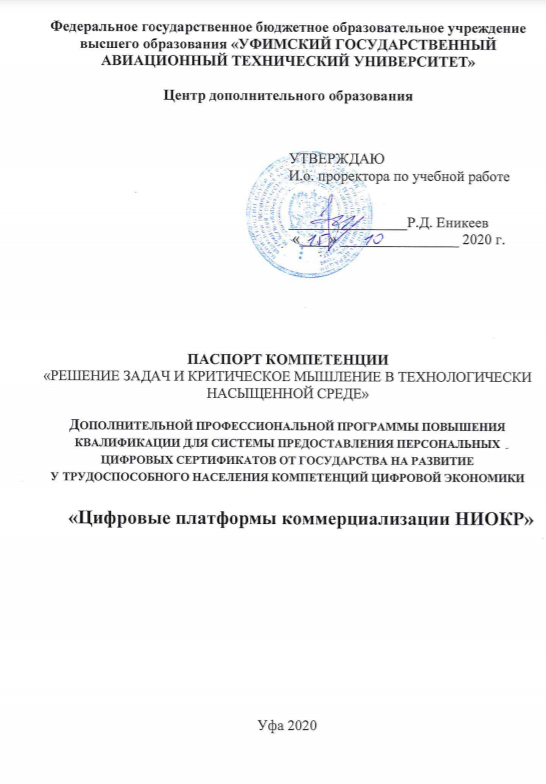 Федеральное государственное бюджетное образовательное учреждение
высшего образования «УФИМСКИЙ ГОСУДАРСТВЕННЫЙ
АВИАЦИОННЫЙ ТЕХНИЧЕСКИЙ УНИВЕРСИТЕТ»
Центр дополнительного образования
УТВЕРЖДАЮ
И.о. проректора по учебной работе
Р.Д. Еникеев
«15» 10 2020 г.
ПАСПОРТ КОМПЕТЕНЦИИ
«РЕШЕНИЕ ЗАДАЧ И КРИТИЧЕСКОЕ МЫШЛЕНИЕ В ТЕХНОЛОГИЧЕСКИ
НАСЫЩЕННОЙ СРЕДЕ»
ДОПОЛНИТЕЛЬНОЙ ПРОФЕССИОНАЛЬНОЙ ПРОГРАММЫ ПОВЫШЕНИЯ
КВАЛИФИКАЦИИ ДЛЯ СИСТЕМЫ ПРЕДОСТАВЛЕНИЯ ПЕРСОНАЛЬНЫХ
ЦИФРОВЫХ СЕРТИФИКАТОВ ОТ ГОСУДАРСТВА НА РАЗВИТИЕ
У ТРУДОСПОСОБНОГО НАСЕЛЕНИЯ КОМПЕТЕНЦИЙ ЦИФРОВОЙ ЭКОНОМИКИ
«Цифровые платформы коммерциализации НИОКР»
Уфа 2020